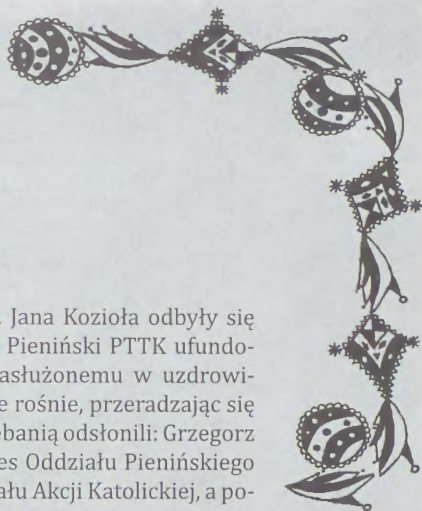 Jana Kozioła odbyły się
Pieniński PTTK ufundo-
asłużonemu w uzdrowi-
e rośnie, przeradzając się
ebanią odsłonili: Grzegorz
es Oddziału Pienińskiego
ału Akcji Katolickiej, a po-